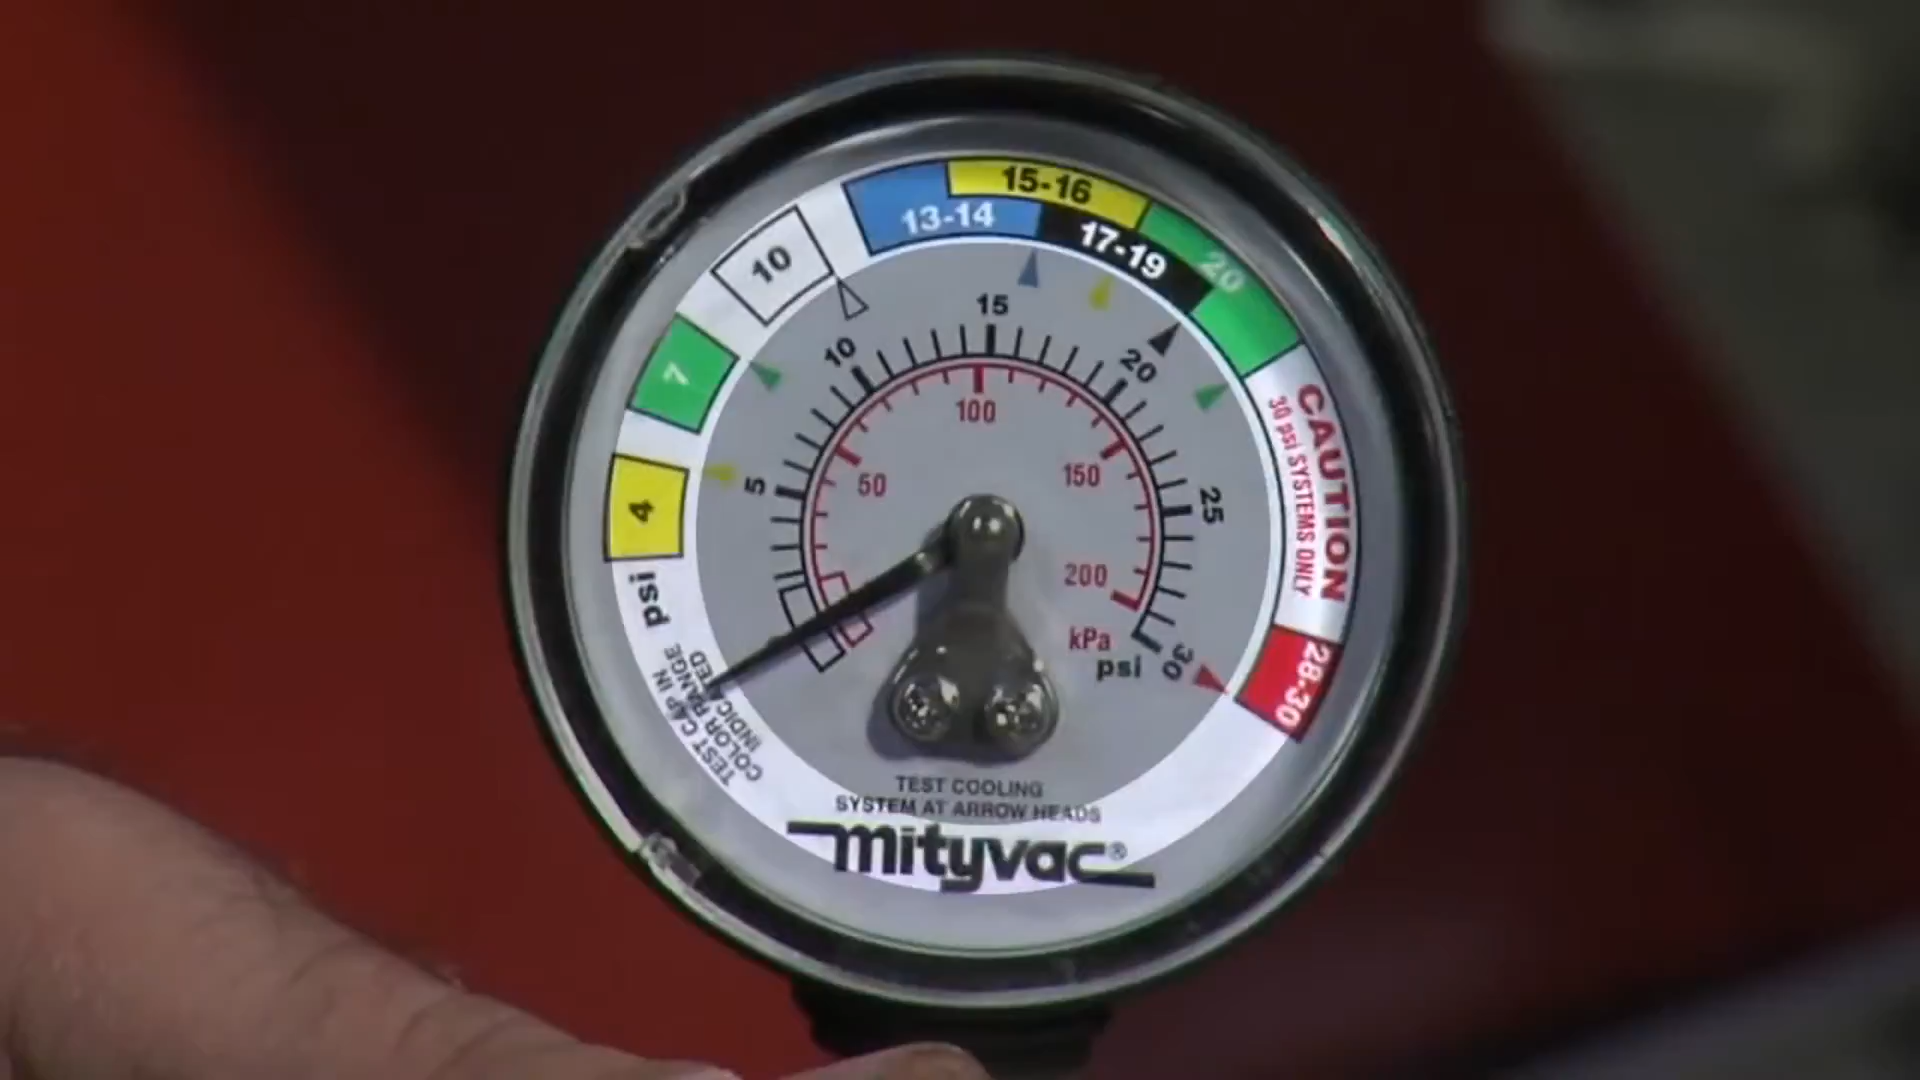 15-16
13-14
17-19
20
10
7
4
psi
TEST CAP IN
COLOR RANGE
INDICATED
5
10
15
20
25
30
50
100
150
200
kPa
psi
CAUTION
30 psi SYSTEMS ONLY
28-30
TEST COOLING
SYSTEM AT ARROW HEADS
mityvac®